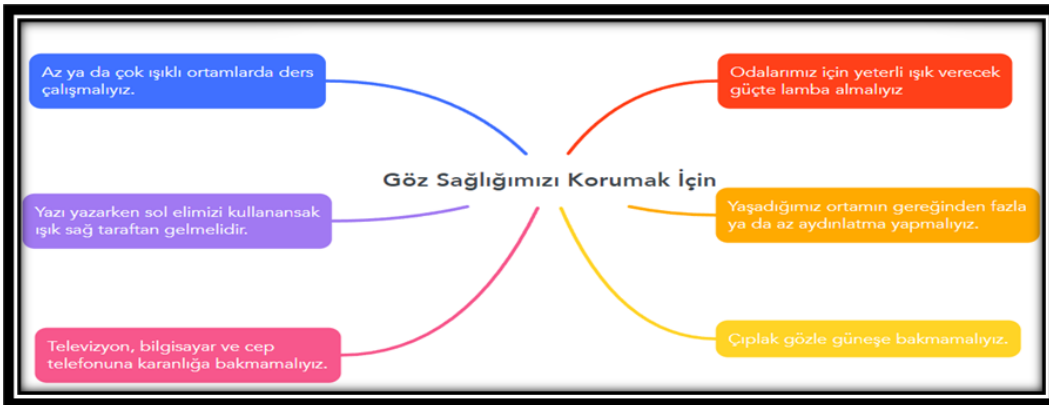 Az ya da çok ışıklı ortamlarda ders
çalışmalıyız.
Odalarımız için yeterli ışık verecek
güçte lamba almalıyız
Göz Sağlığımızı Korumak İçin
Yazı yazarken sol elimizi kullanansak
ışık sağ taraftan gelmelidir.
Yaşadığımız ortamın gereğinden fazla
ya da az aydınlatma yapmalıyız.
Televizyon, bilgisayar ve cep
telefonuna karanlığa bakmamalıyız.
Çıplak gözle güneşe bakmamalıyız.